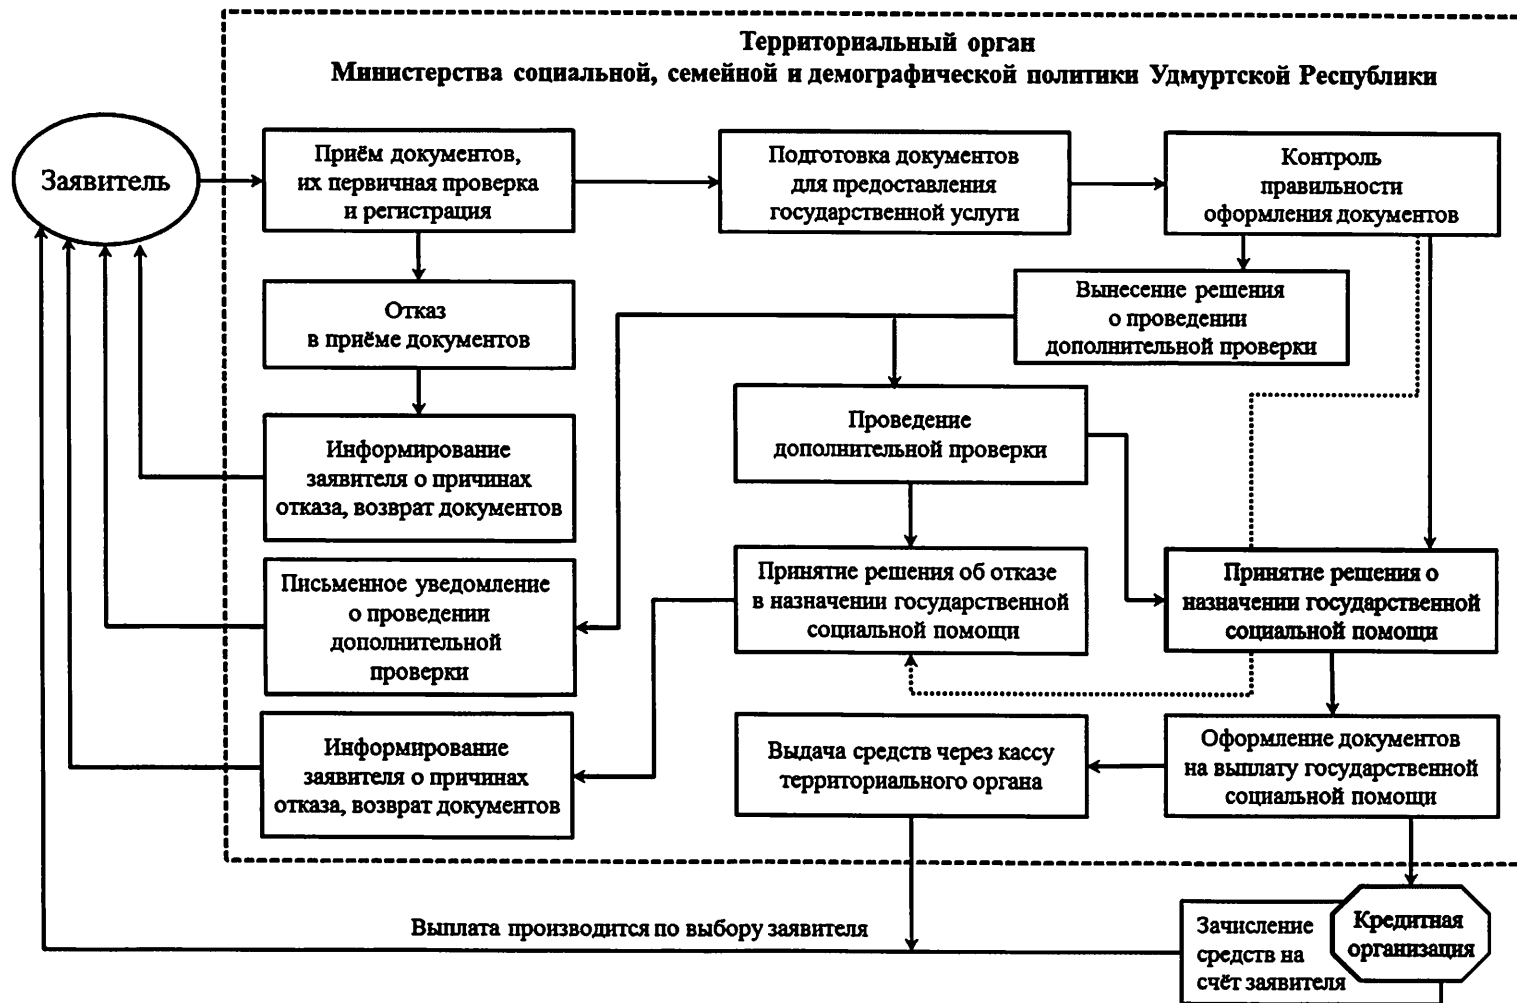 Территориальный орган
Министерства социальной, семейной и демографической политики Удмуртской Республики
Заявитель
Приём документов,
их первичная проверка
и регистрация
Подготовка документов
для предоставления
государственной услуги
Контроль
правильности
оформления документов
Отказ
в приёме документов
Вынесение решения
о проведении
дополнительной проверки
Информирование
заявителя о причинах
отказа, возврат документов
Проведение
дополнительной проверки
Письменное уведомление
о проведении
дополнительной
проверки
Принятие решения об отказе
в назначении государственной
социальной помощи
Принятие решения о
назначении государственной
социальной помощи
Информирование
заявителя о причинах
отказа, возврат документов
Выдача средств через кассу
территориального органа
Оформление документов
на выплату государственной
социальной помощи
Выплата производится по выбору заявителя
Зачисление
средств на
счёт заявителя
Кредитная
организация